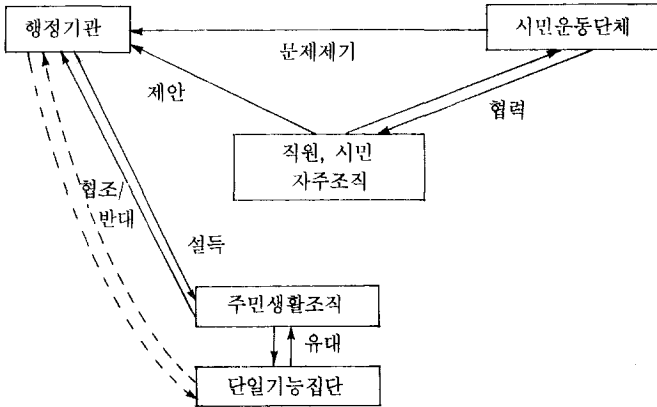 행정기관
시민운동단체
문제제기
제안
협력
직원, 시민
자주조직
협조/
반대
설득
주민생활조직
유대
단일기능집단